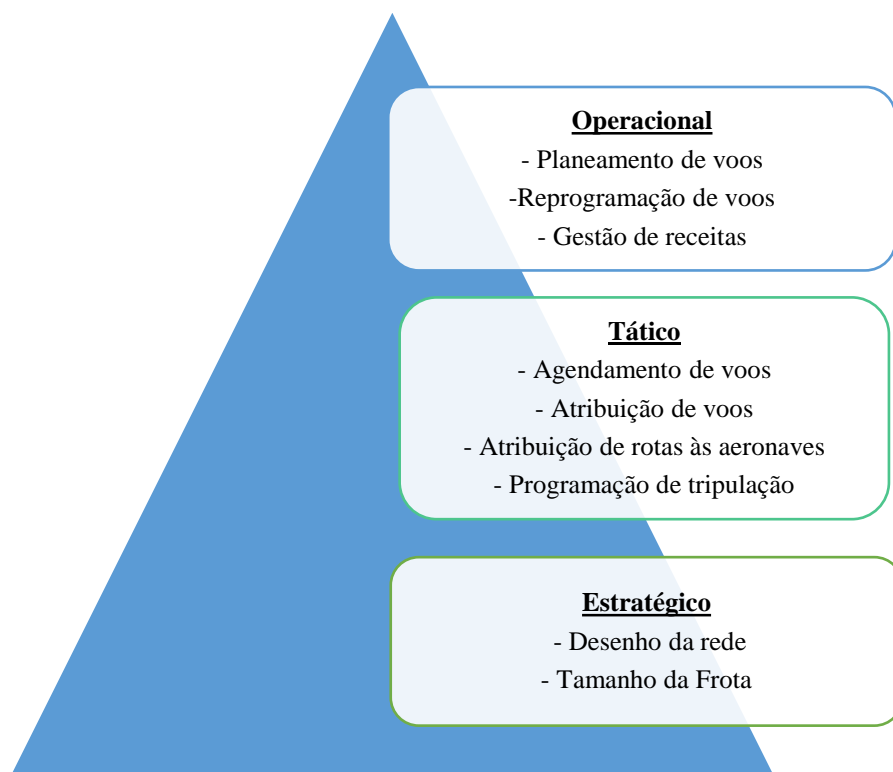 Operacional
- Planeamento de voos
-Reprogramação de voos
- Gestão de receitas
Tático
- Agendamento de voos
- Atribuição de voos
- Atribuição de rotas às aeronaves
- Programação de tripulação
Estratégico
- Desenho da rede
- Tamanho da Frota